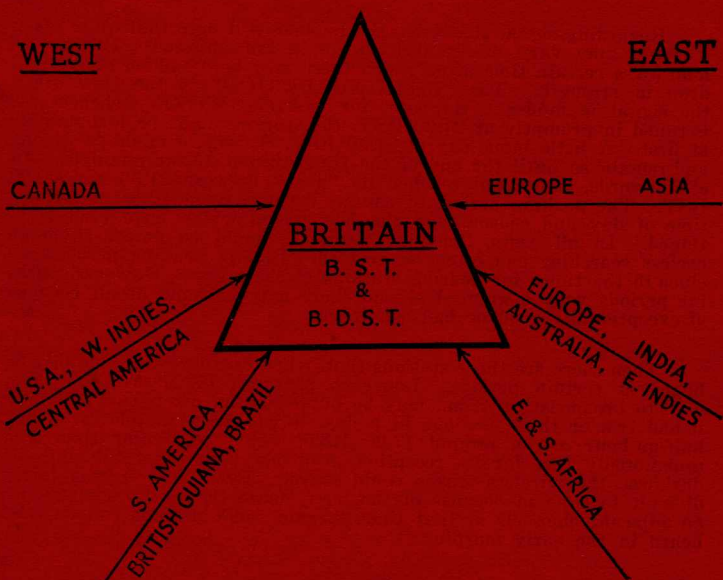 WEST
EAST
CANADA
EUROPE ASIA
BRITAIN
B. S. T.
&
B. D. S. T.
U.S.A., W. INDIES,
CENTRAL AMERICA
EUROPE, INDIA,
AUSTRALIA, E. INDIES
S. AMERICA,
BRITISH GUIANA, BRAZIL
E. & S. AFRICA